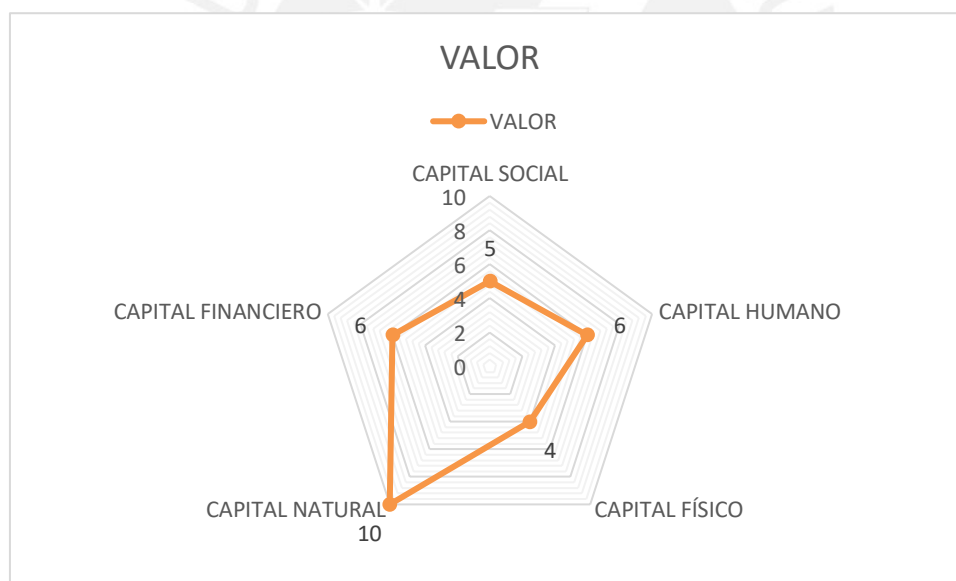 VALOR
VALOR
CAPITAL SOCIAL
10
8
5
6
4
2
0
CAPITAL FINANCIERO
6
6
CAPITAL HUMANO
4
CAPITAL NATURAL
10
CAPITAL FÍSICO